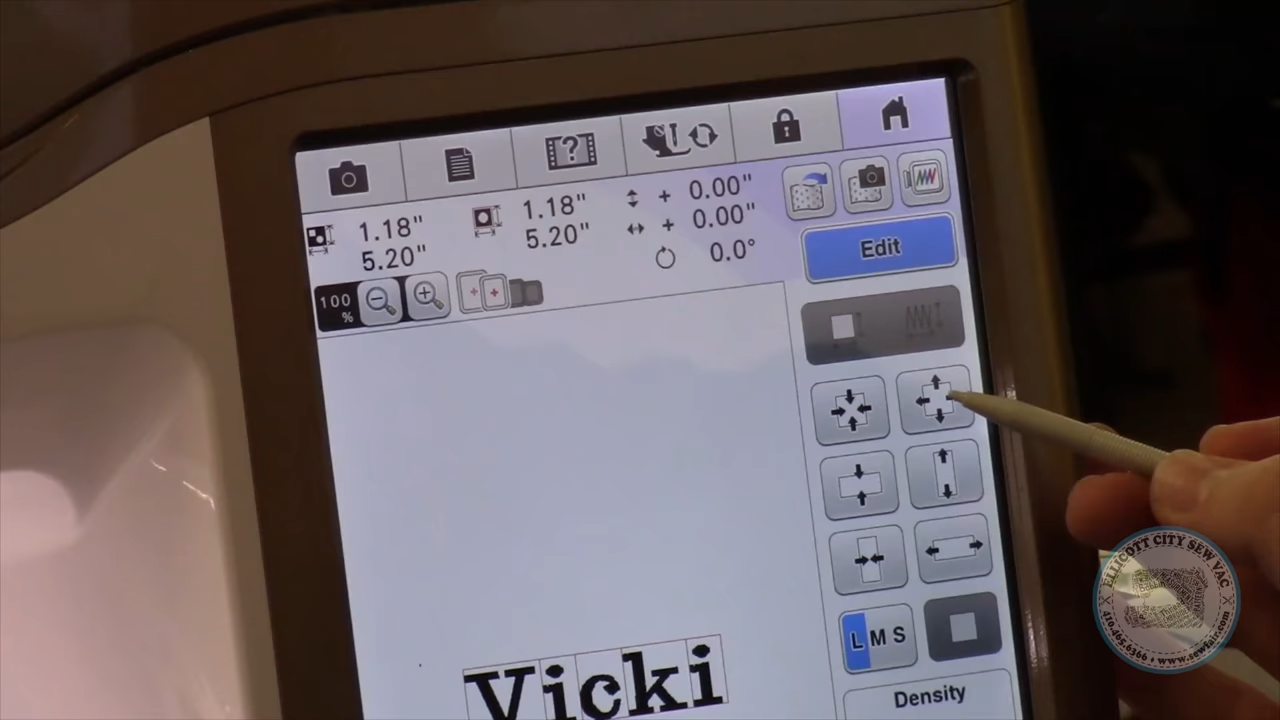 1.18" 1.18" + 0.00"
5.20" 5.20" + 0.00"
0.0°
100 %
Edit
L M S
Density
Vicki
ELLICOTT CITY SEW VAC
410.465.6366 • www.sewfair.com